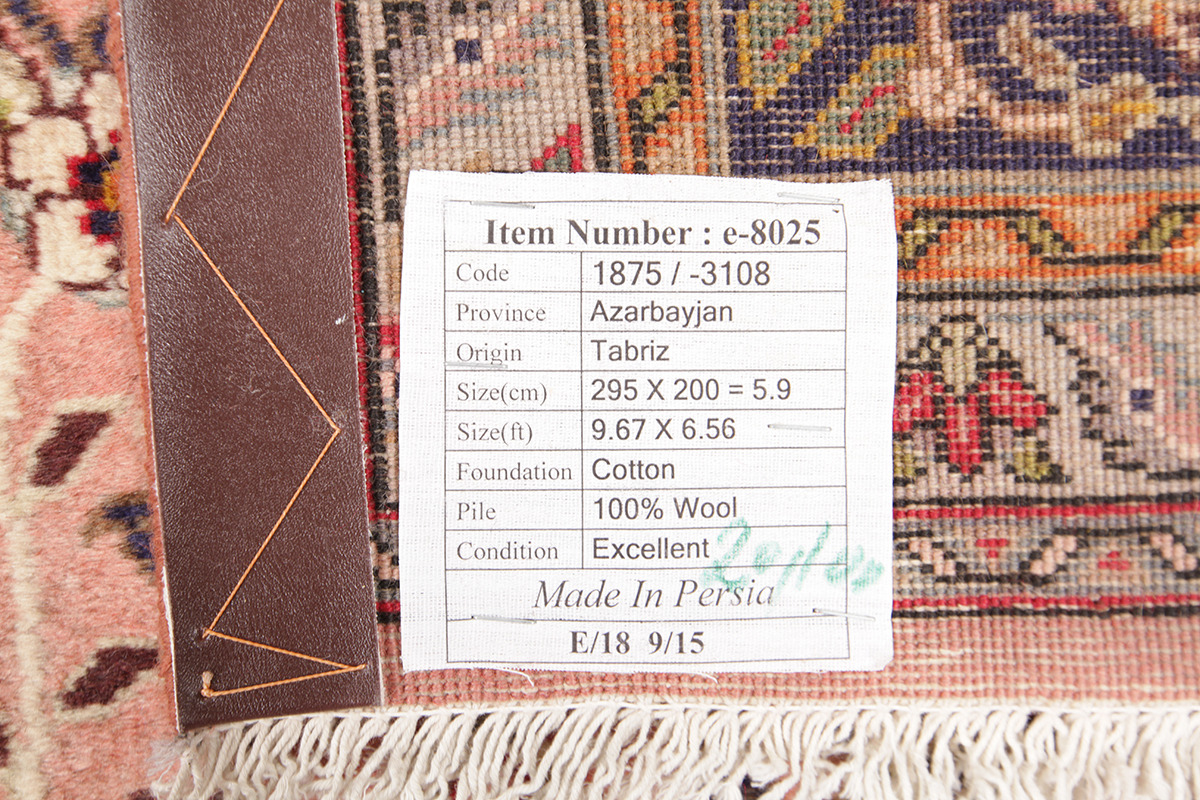 Item Number : e-8025
Code 1875 / -3108
Province Azarbayjan
Origin Tabriz
Size(cm) 295 X 200 = 5.9
Size(ft) 9.67 X 6.56
Foundation Cotton
Pile 100% Wool
Condition Excellent
Made In Persia
E/18 9/15